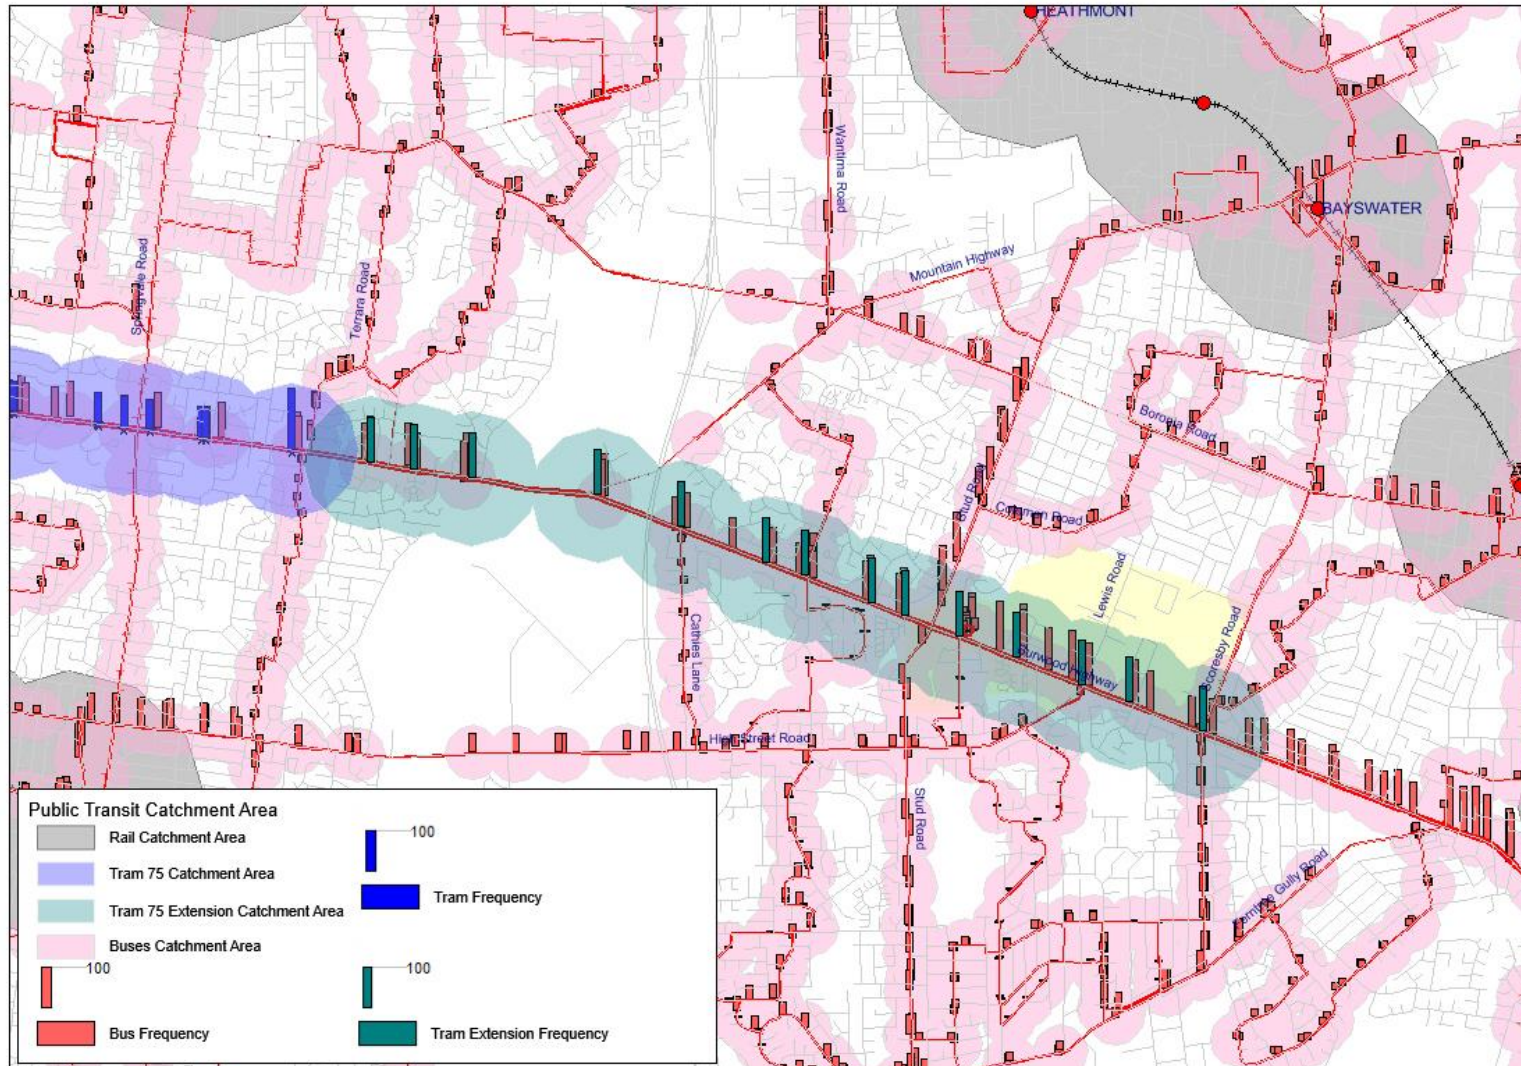 HEATHMONT
BAYSWATER
Wantirna Road
Mountain Highway
Springvale Road
Terrara Road
Boronia Road
Stud Road
Common Road
Lewis Road
Scoresby Road
Burwood Highway
Cathies Lane
High Street Road
Stud Road
Ferntree Gully Road
Public Transit Catchment Area
Rail Catchment Area
100
Tram 75 Catchment Area
Tram Frequency
Tram 75 Extension Catchment Area
Buses Catchment Area
100
100
Bus Frequency
Tram Extension Frequency